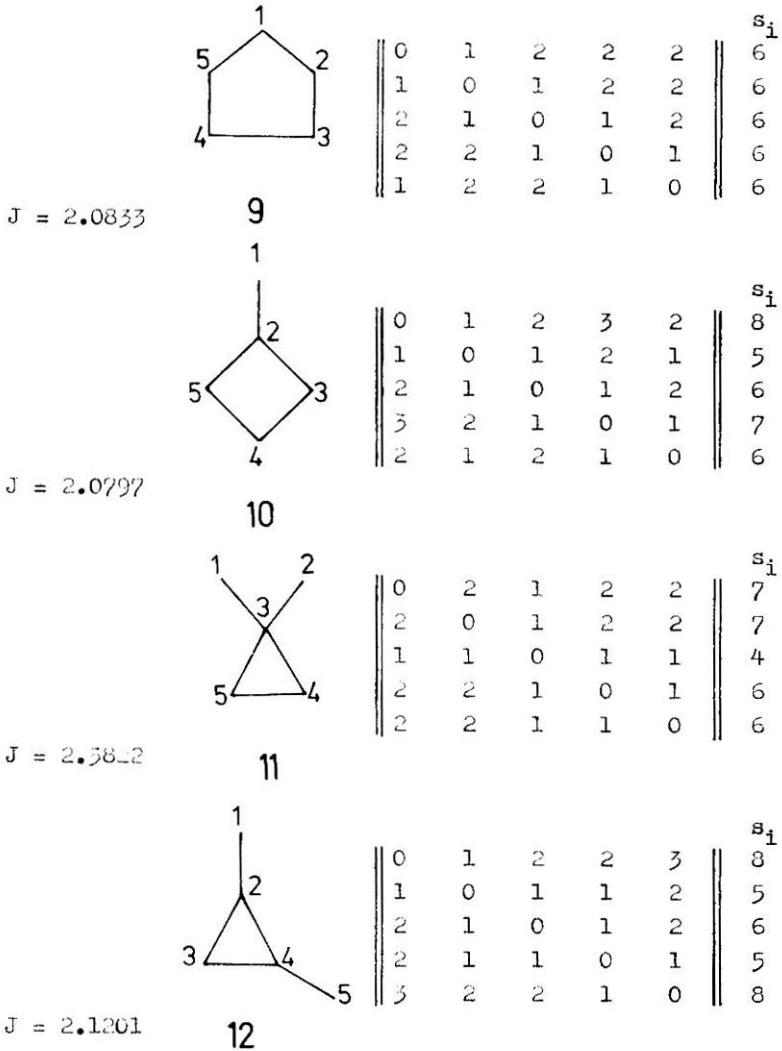 1
5 2
4 3
s_i
0 1 2 2 2 6
1 0 1 2 2 6
2 1 0 1 2 6
2 2 1 0 1 6
1 2 2 1 0 6
J = 2.0833
9
1
2
5 3
4
s_i
0 1 2 3 2 8
1 0 1 2 1 5
2 1 0 1 2 6
3 2 1 0 1 7
2 1 2 1 0 6
J = 2.0797
10
1 2
3
5 4
s_i
0 2 1 2 2 7
2 0 1 2 2 7
1 1 0 1 1 4
2 2 1 0 1 6
2 2 1 1 0 6
J =
11
1
2
3 4
5
s_i
0 1 2 2 3 8
1 0 1 1 2 5
2 1 0 1 2 6
2 1 1 0 1 5
3 2 2 1 0 8
J = 2.1201
12